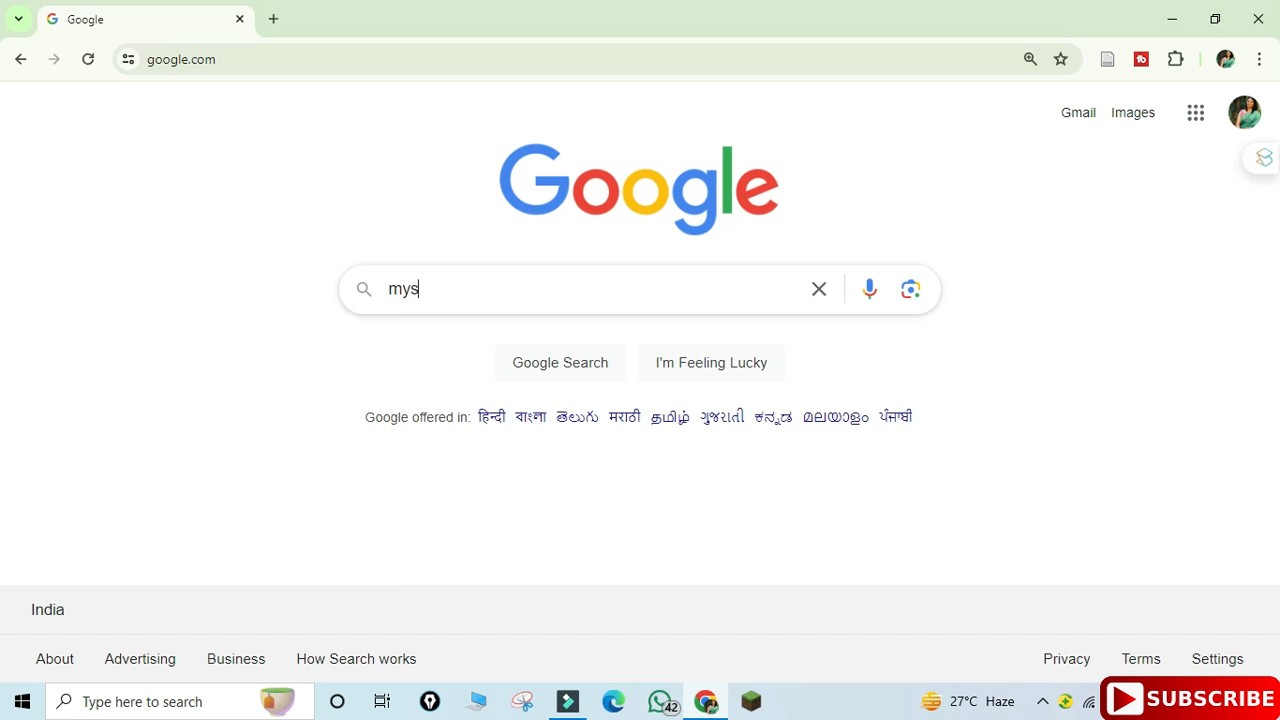 Google
google.com
Gmail Images
Google
mys
Google Search I'm Feeling Lucky
Google offered in: हिन्दी বাংলা తెలుగు मराठी தமிழ் ગુજરાતી ಕನ್ನಡ മലയാളം ਪੰਜਾਬੀ
India
About Advertising Business How Search works Privacy Terms Settings
Type here to search 42 27°C Haze SUBSCRIBE